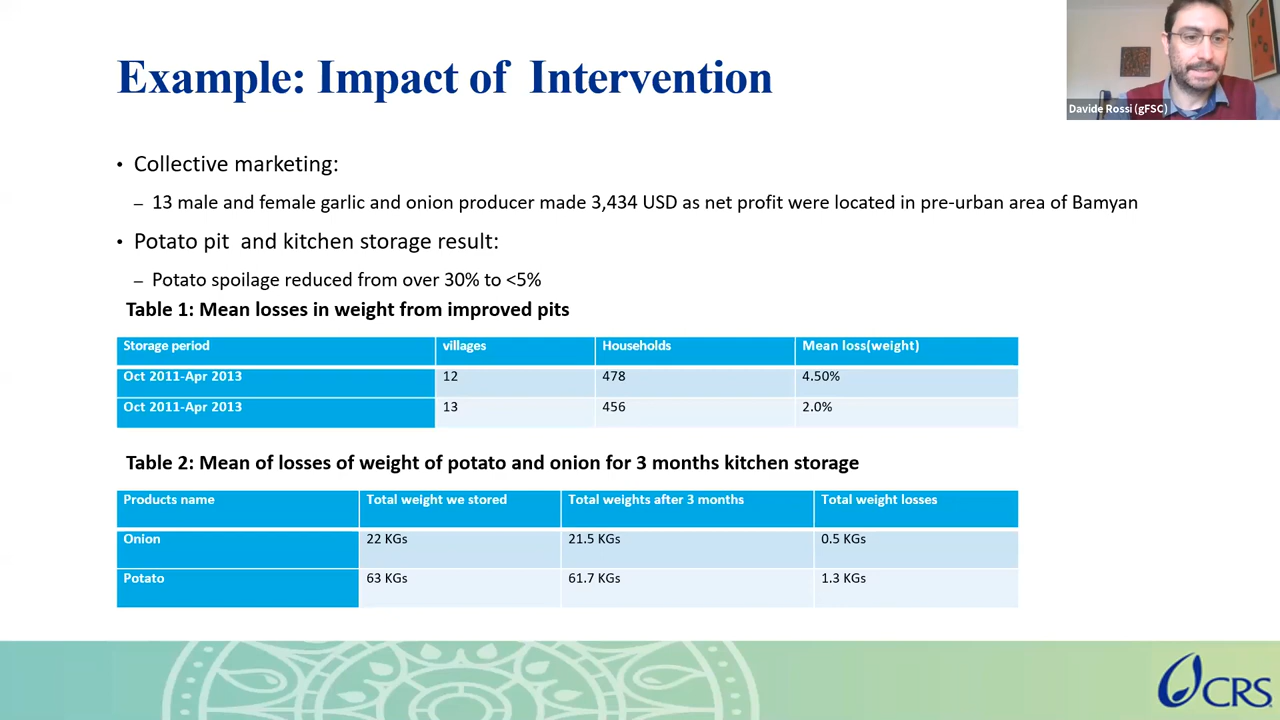 Example: Impact of Intervention
Davide Rossi (gFSC)
• Collective marketing:
– 13 male and female garlic and onion producer made 3,434 USD as net profit were located in pre-urban area of Bamyan
• Potato pit and kitchen storage result:
– Potato spoilage reduced from over 30% to <5%
Table 1: Mean losses in weight from improved pits
Storage period villages Households Mean loss(weight)
Oct 2011-Apr 2013 12 478 4.50%
Oct 2011-Apr 2013 13 456 2.0%
Table 2: Mean of losses of weight of potato and onion for 3 months kitchen storage
Products name Total weight we stored Total weights after 3 months Total weight losses
Onion 22 KGs 21.5 KGs 0.5 KGs
Potato 63 KGs 61.7 KGs 1.3 KGs
CRS